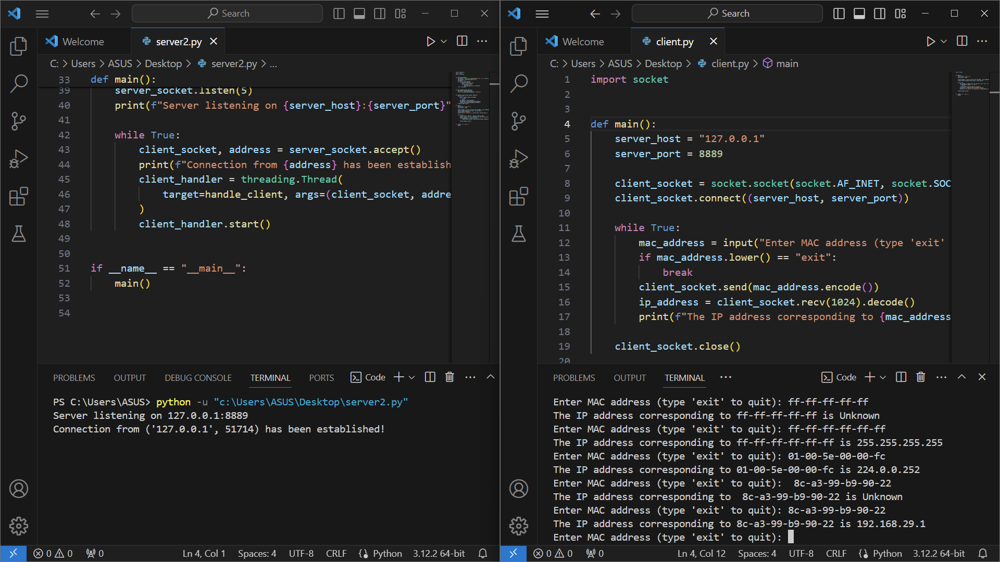 Search
Welcome
server2.py
C: > Users > ASUS > Desktop > server2.py > ...
33 def main():
39 server_socket.listen(5)
40 print(f"Server listening on {server_host}:{server_port}"
41
42 while True:
43 client_socket, address = server_socket.accept()
44 print(f"Connection from {address} has been establish
45 client_handler = threading.Thread(
46 target=handle_client, args=(client_socket, addre
47 )
48 client_handler.start()
49
50
51 if __name__ == "__main__":
52 main()
53
54
PROBLEMS OUTPUT DEBUG CONSOLE TERMINAL PORTS Code
PS C:\Users\ASUS> python -u "c:\Users\ASUS\Desktop\server2.py"
Server listening on 127.0.0.1:8889
Connection from ('127.0.0.1', 51714) has been established!
0 0 0 Ln 4, Col 1 Spaces: 4 UTF-8 CRLF Python 3.12.2 64-bit
Search
Welcome
client.py
C: > Users > ASUS > Desktop > client.py > main
1 import socket
2
3
4 def main():
5 server_host = "127.0.0.1"
6 server_port = 8889
7
8 client_socket = socket.socket(socket.AF_INET, socket.SOC
9 client_socket.connect((server_host, server_port))
10
11 while True:
12 mac_address = input("Enter MAC address (type 'exit'
13 if mac_address.lower() == "exit":
14 break
15 client_socket.send(mac_address.encode())
16 ip_address = client_socket.recv(1024).decode()
17 print(f"The IP address corresponding to {mac_address
18
19 client_socket.close()
20
PROBLEMS OUTPUT TERMINAL ... Code
Enter MAC address (type 'exit' to quit): ff-ff-ff-ff-ff
The IP address corresponding to ff-ff-ff-ff-ff is Unknown
Enter MAC address (type 'exit' to quit): ff-ff-ff-ff-ff-ff
The IP address corresponding to ff-ff-ff-ff-ff-ff is 255.255.255.255
Enter MAC address (type 'exit' to quit): 01-00-5e-00-00-fc
The IP address corresponding to 01-00-5e-00-00-fc is 224.0.0.252
Enter MAC address (type 'exit' to quit):  8c-a3-99-b9-90-22
The IP address corresponding to  8c-a3-99-b9-90-22 is Unknown
Enter MAC address (type 'exit' to quit): 8c-a3-99-b9-90-22
The IP address corresponding to 8c-a3-99-b9-90-22 is 192.168.29.1
Enter MAC address (type 'exit' to quit):
0 0 0 Ln 4, Col 12 Spaces: 4 UTF-8 CRLF Python 3.12.2 64-bit